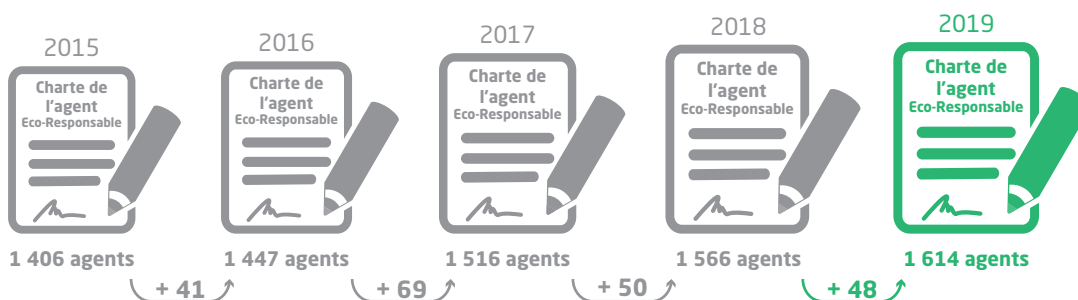 2015
Charte de
l'agent
Eco-Responsable
1 406 agents
+ 41
2016
Charte de
l'agent
Eco-Responsable
1 447 agents
+ 69
2017
Charte de
l'agent
Eco-Responsable
1 516 agents
+ 50
2018
Charte de
l'agent
Eco-Responsable
1 566 agents
+ 48
2019
Charte de
l'agent
Eco-Responsable
1 614 agents